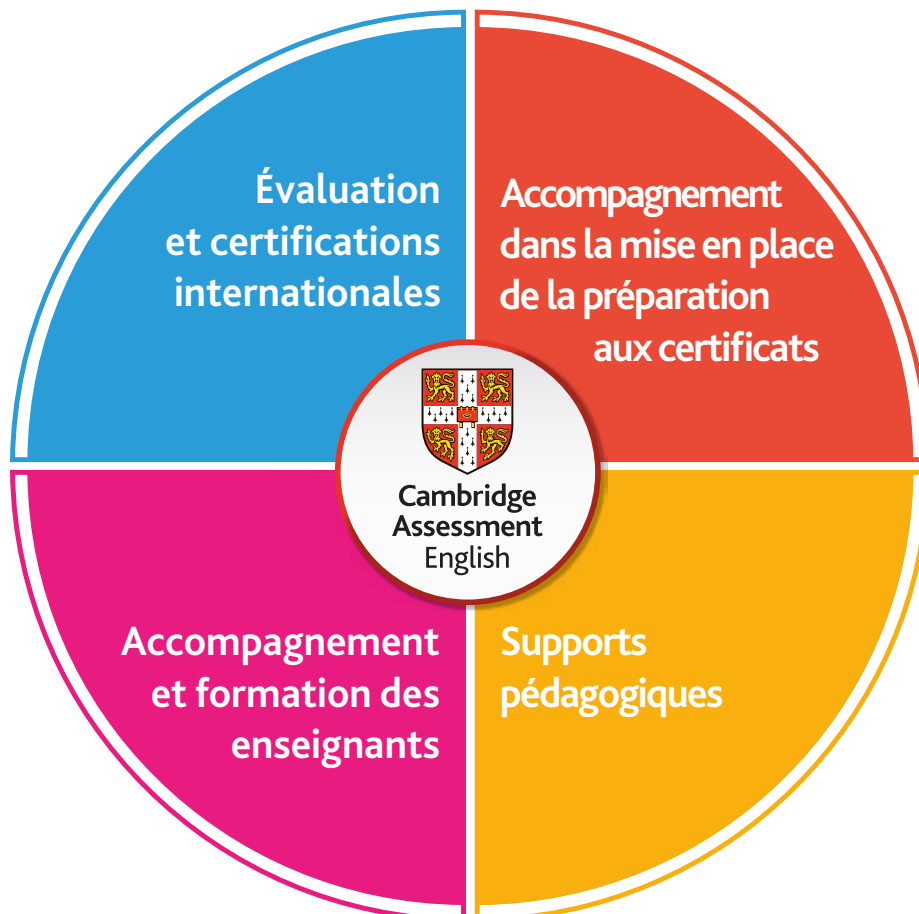 Évaluation
et certifications
internationales
Accompagnement
dans la mise en place
de la préparation
aux certificats
Cambridge
Assessment
English
Accompagnement
et formation des
enseignants
Supports
pédagogiques